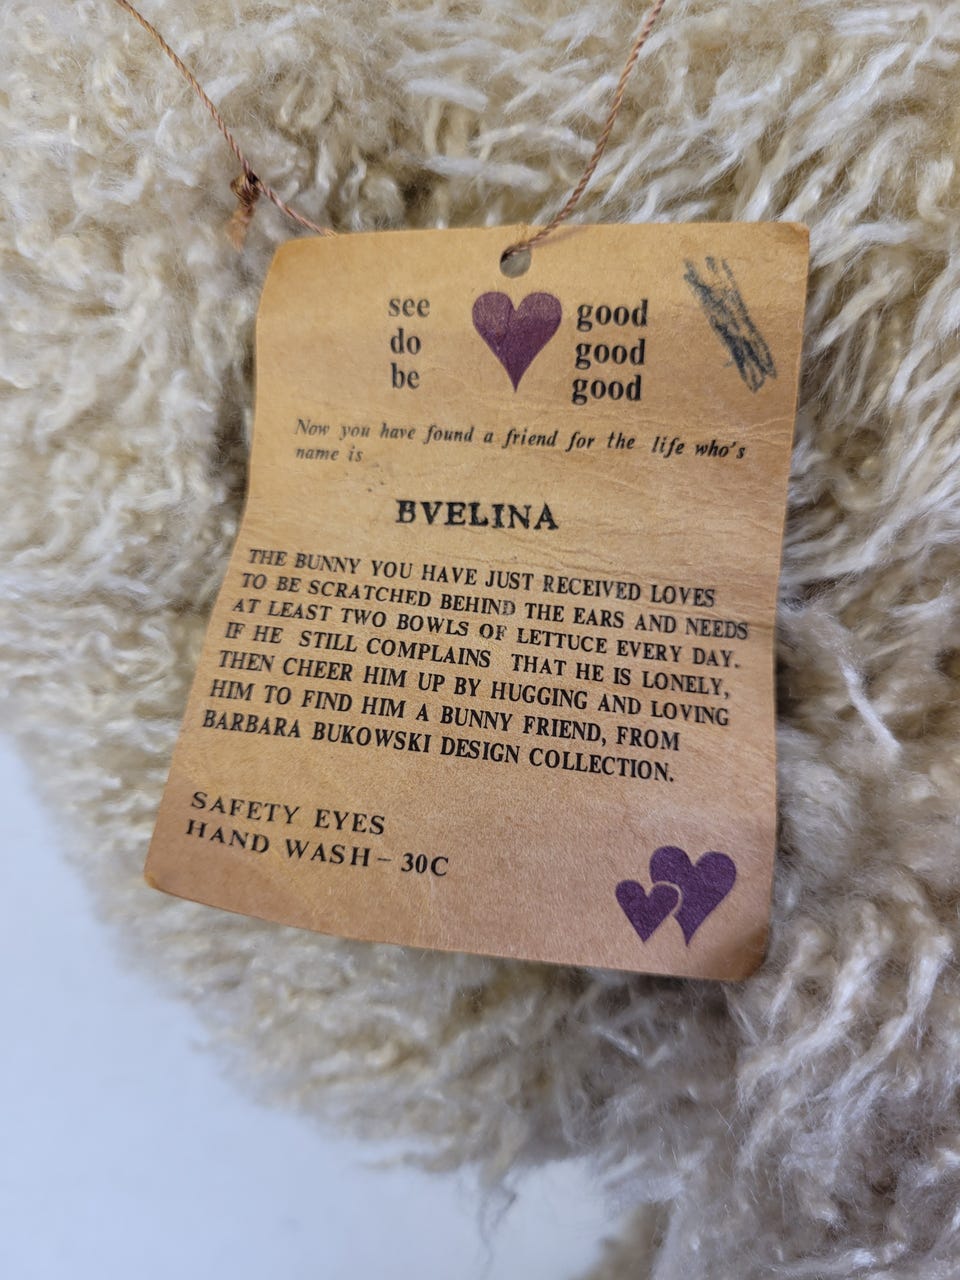 see good
do good
be good
Now you have found a friend for the life who's
name is
BVELINA
THE BUNNY YOU HAVE JUST RECEIVED LOVES
TO BE SCRATCHED BEHIND THE EARS AND NEEDS
AT LEAST TWO BOWLS OF LETTUCE EVERY DAY.
IF HE STILL COMPLAINS THAT HE IS LONELY,
THEN CHEER HIM UP BY HUGGING AND LOVING
HIM TO FIND HIM A BUNNY FRIEND, FROM
BARBARA BUKOWSKI DESIGN COLLECTION.
SAFETY EYES
HAND WASH – 30C